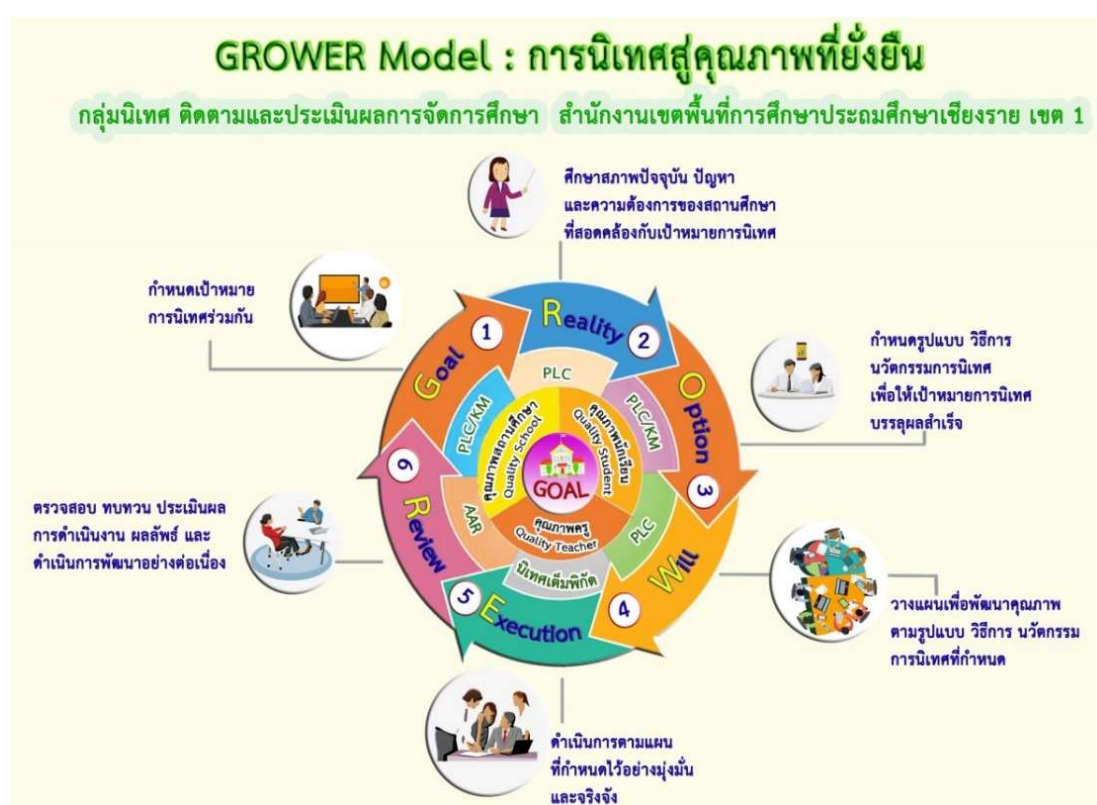 GROWER Model : การนิเทศสู่คุณภาพที่ยั่งยืน
กลุ่มนิเทศ ติดตามและประเมินผลการจัดการศึกษา สำนักงานเขตพื้นที่การศึกษาประถมศึกษาเชียงราย เขต 1
ศึกษาสภาพปัจจุบัน ปัญหา
และความต้องการของสถานศึกษา
ที่สอดคล้องกับเป้าหมายการนิเทศ
กำหนดเป้าหมาย
การนิเทศร่วมกัน
กำหนดรูปแบบ วิธีการ
นวัตกรรมการนิเทศ
เพื่อให้เป้าหมายการนิเทศ
บรรลุผลสำเร็จ
Goal 1
Reality 2
Option 3
Will 4
Execution 5
Review 6
PLC/KM
PLC
PLC/KM
PLC
นิเทศเต็มพิกัด
AAR
คุณภาพสถานศึกษา
Quality School
คุณภาพนักเรียน
Quality Student
คุณภาพครู
Quality Teacher
GOAL
ตรวจสอบ ทบทวน ประเมินผล
การดำเนินงาน ผลลัพธ์ และ
ดำเนินการพัฒนาอย่างต่อเนื่อง
วางแผนเพื่อพัฒนาคุณภาพ
ตามรูปแบบ วิธีการ นวัตกรรม
การนิเทศที่กำหนด
ดำเนินการตามแผน
ที่กำหนดไว้อย่างมุ่งมั่น
และจริงจัง